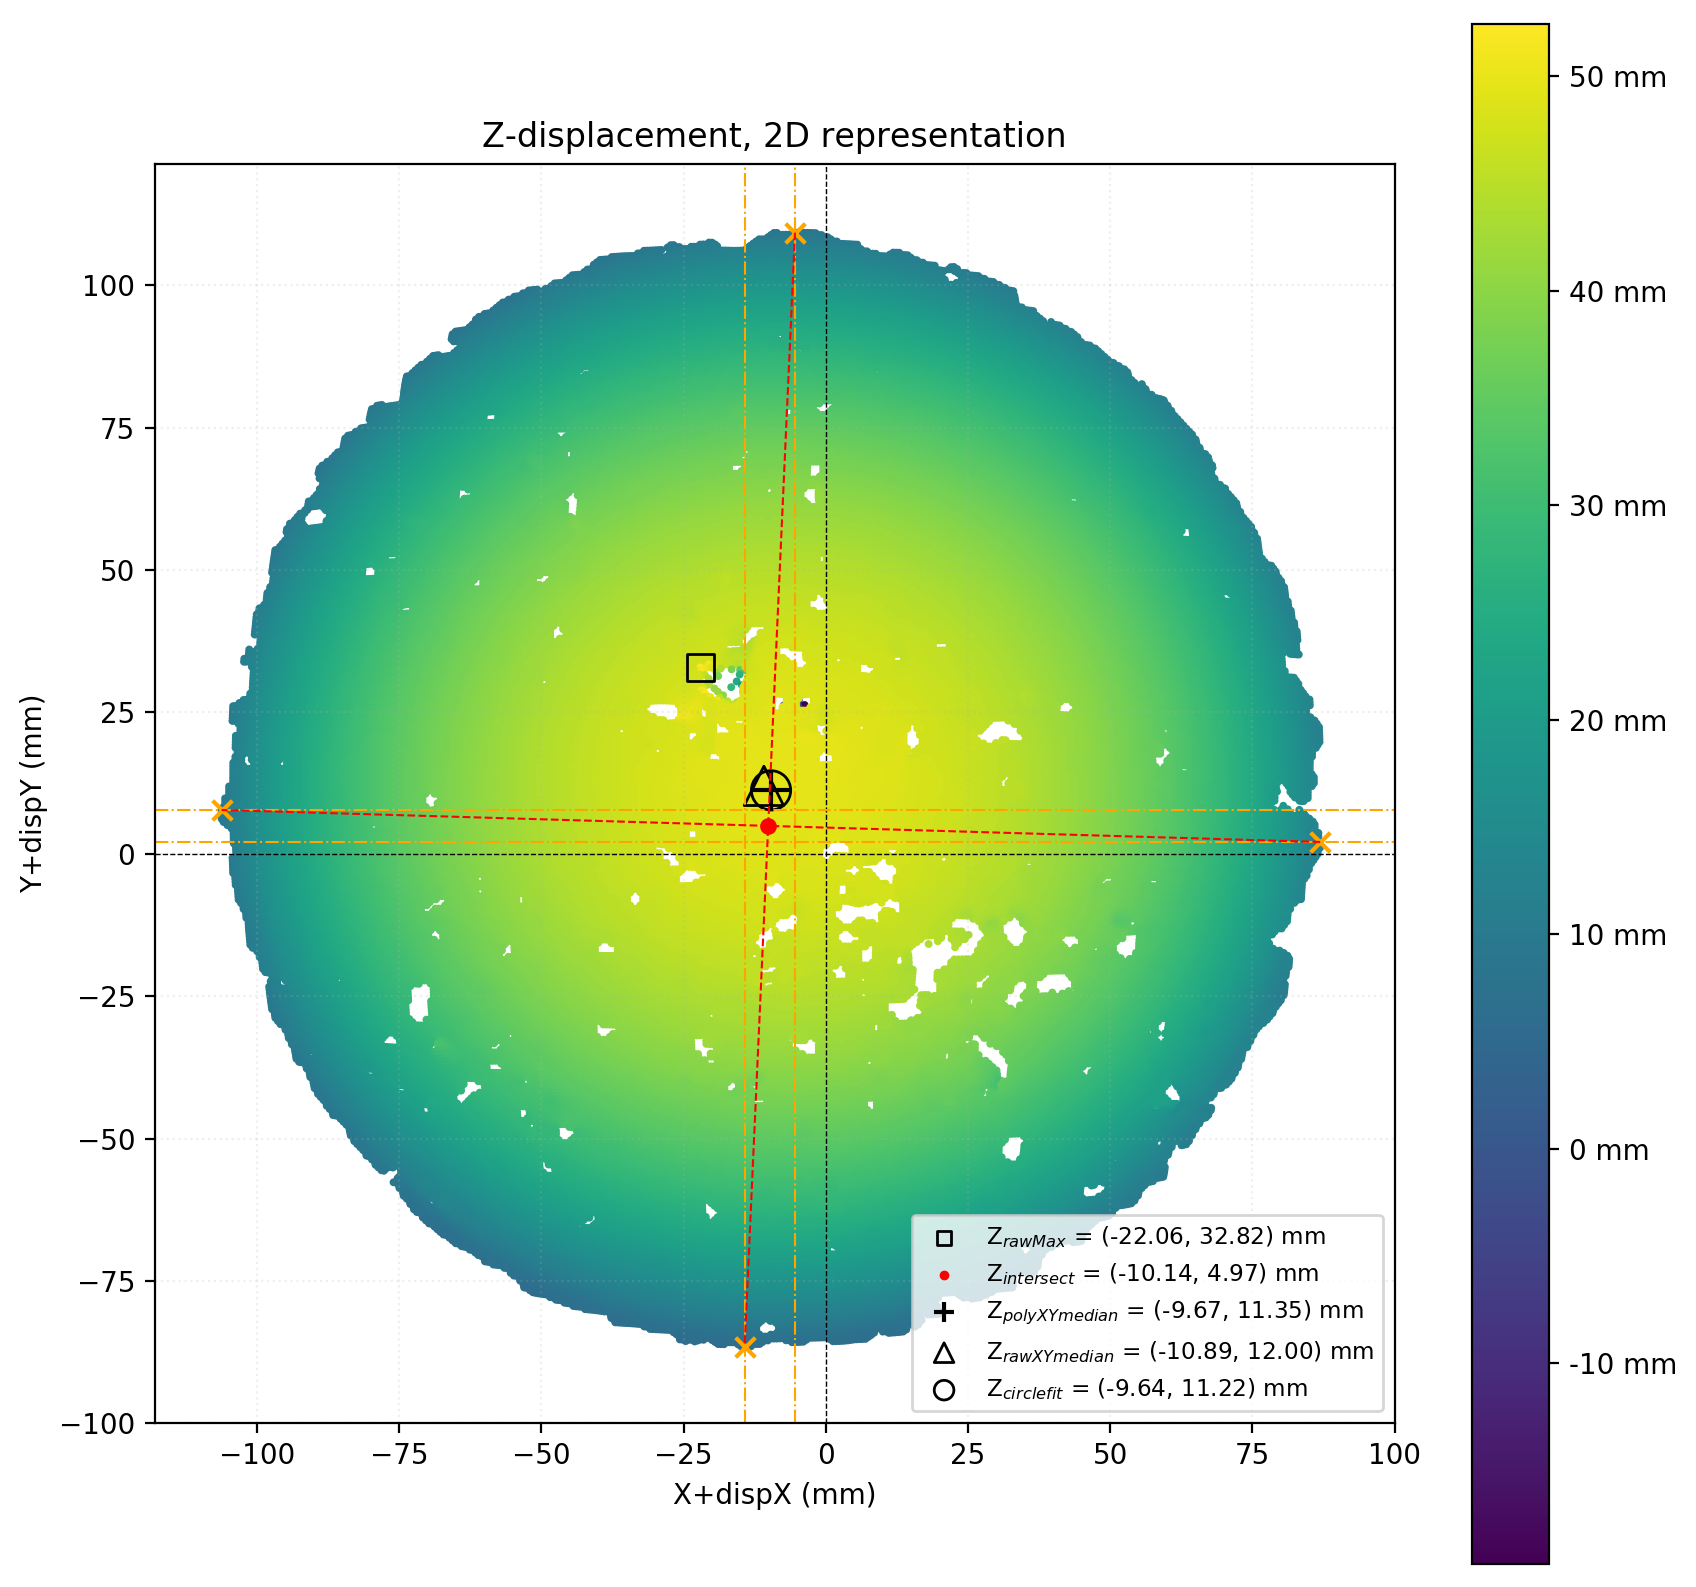 Z-displacement, 2D representation
100
75
50
25
0
−25
−50
−75
−100
Y+dispY (mm)
−100
−75
−50
−25
0
25
50
75
100
X+dispX (mm)
Z_rawMax = (-22.06, 32.82) mm
Z_intersect = (-10.14, 4.97) mm
Z_polyXYmedian = (-9.67, 11.35) mm
Z_rawXYmedian = (-10.89, 12.00) mm
Z_circlefit = (-9.64, 11.22) mm
50 mm
40 mm
30 mm
20 mm
10 mm
0 mm
-10 mm